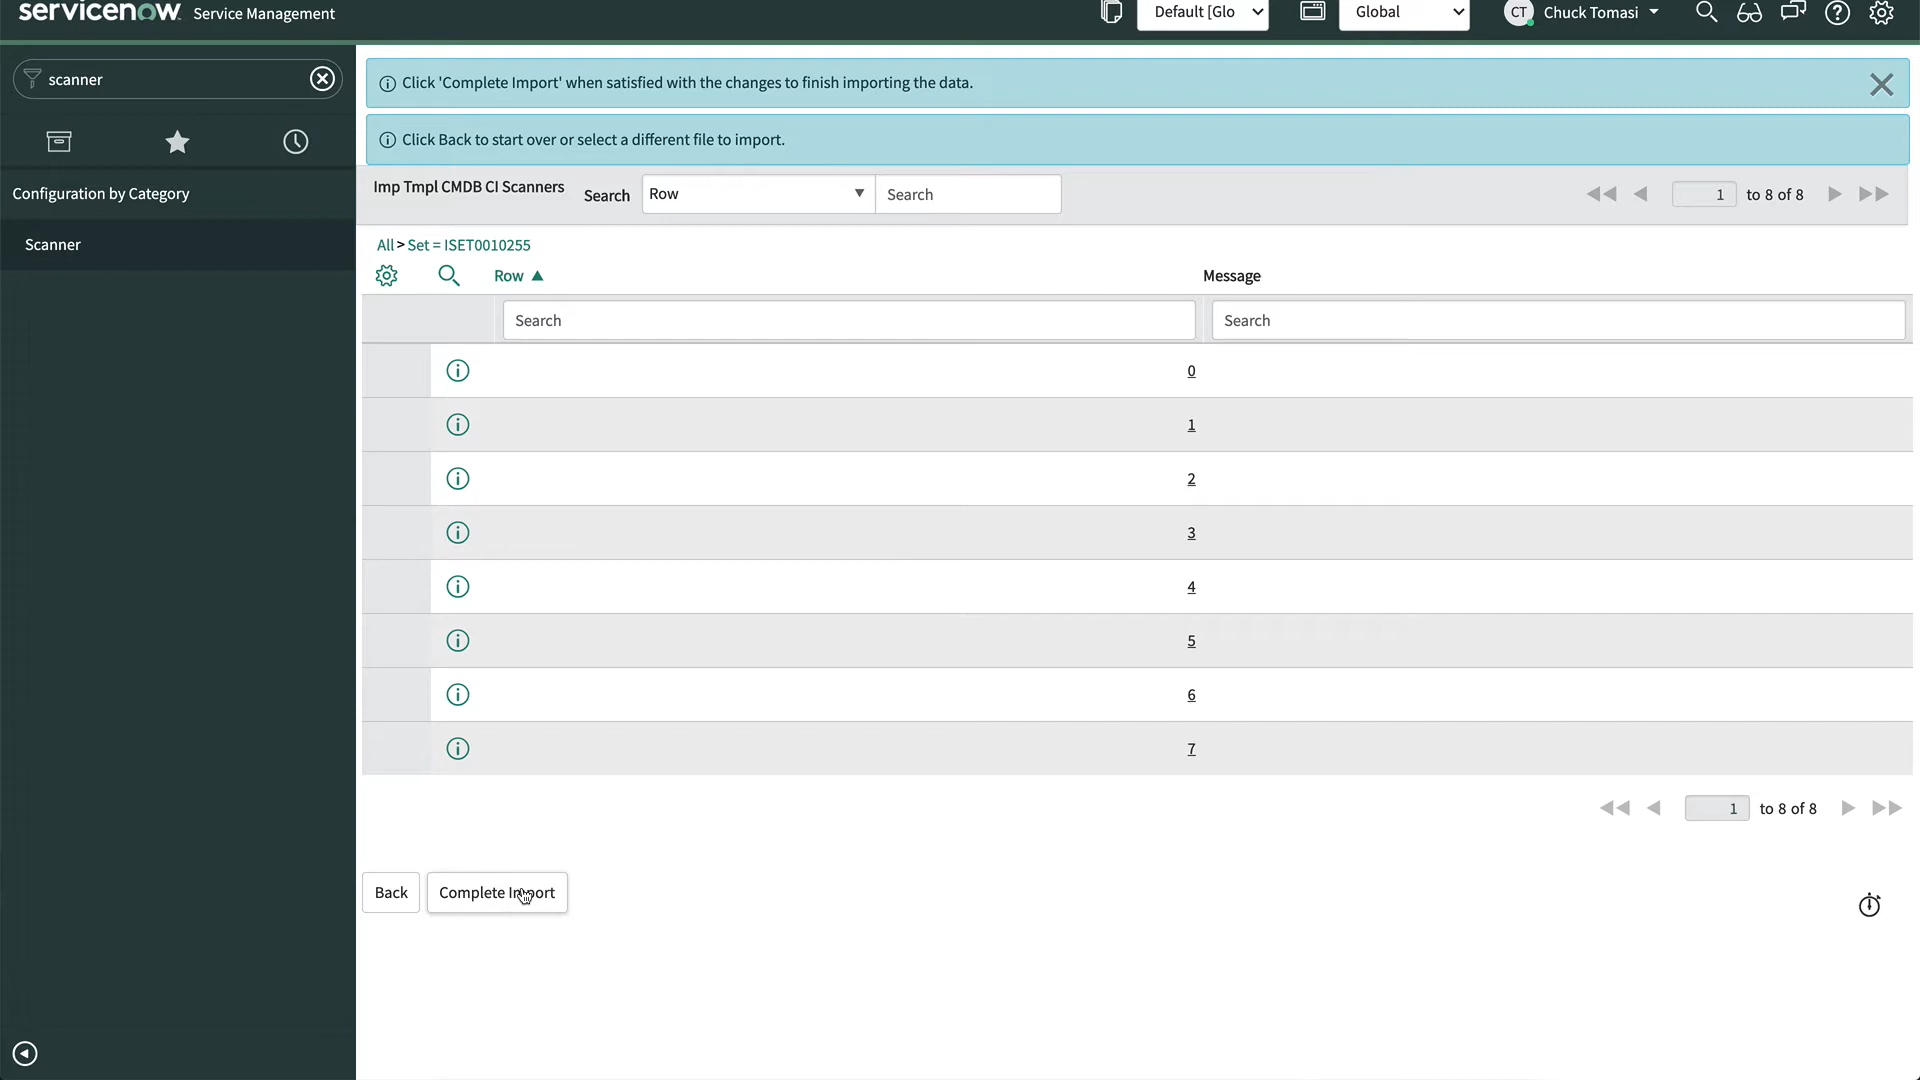 servicenow Service Management
Default [Glo
Global
CT Chuck Tomasi
scanner
Configuration by Category
Scanner
Click 'Complete Import' when satisfied with the changes to finish importing the data.
Click Back to start over or select a different file to import.
Imp Tmpl CMDB CI Scanners Search Row Search 1 to 8 of 8
All > Set = ISET0010255
Row Message
Search Search
0
1
2
3
4
5
6
7
1 to 8 of 8
Back Complete Import